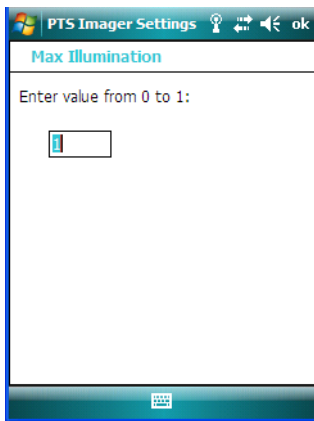 PTS Imager Settings ok
Max Illumination
Enter value from 0 to 1:
1